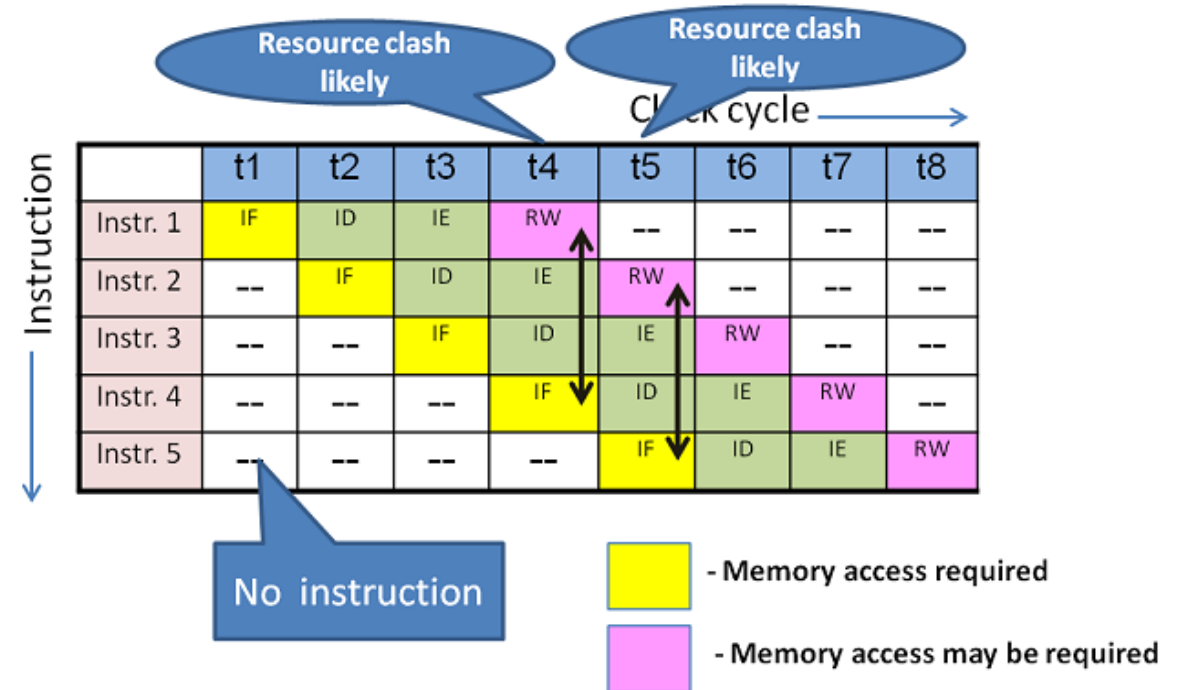 Resource clash
likely
Resource clash
likely
Clock cycle
Instruction
t1 t2 t3 t4 t5 t6 t7 t8
Instr. 1 IF ID IE RW -- -- -- --
Instr. 2 -- IF ID IE RW -- -- --
Instr. 3 -- -- IF ID IE RW -- --
Instr. 4 -- -- -- IF ID IE RW --
Instr. 5 -- -- -- -- IF ID IE RW
No instruction
- Memory access required
- Memory access may be required